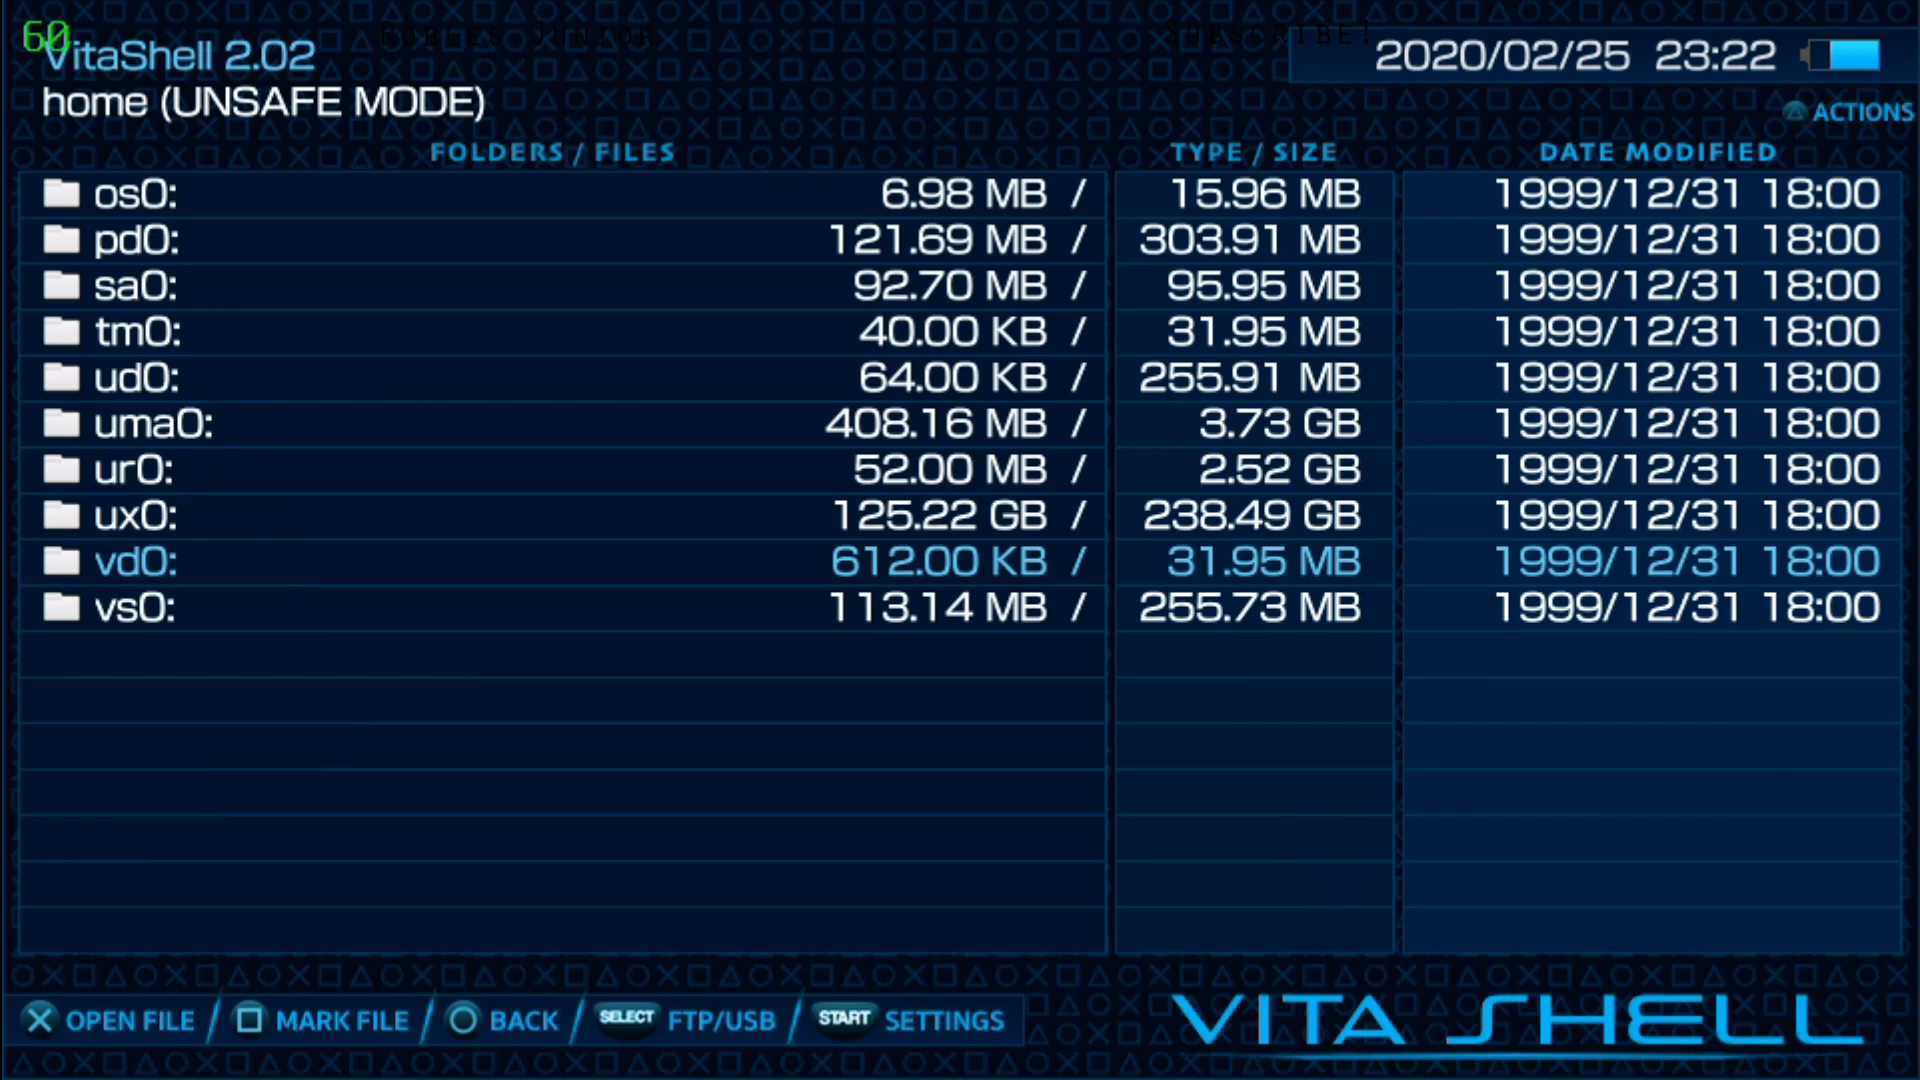 60
ROBLES JUNIOR SUBSCRIBE!
VitaShell 2.02 2020/02/25 23:22
home (UNSAFE MODE)
ACTIONS
FOLDERS / FILES TYPE / SIZE DATE MODIFIED
os0: 6.98 MB / 15.96 MB 1999/12/31 18:00
pd0: 121.69 MB / 303.91 MB 1999/12/31 18:00
sa0: 92.70 MB / 95.95 MB 1999/12/31 18:00
tm0: 40.00 KB / 31.95 MB 1999/12/31 18:00
ud0: 64.00 KB / 255.91 MB 1999/12/31 18:00
uma0: 408.16 MB / 3.73 GB 1999/12/31 18:00
ur0: 52.00 MB / 2.52 GB 1999/12/31 18:00
ux0: 125.22 GB / 238.49 GB 1999/12/31 18:00
vd0: 612.00 KB / 31.95 MB 1999/12/31 18:00
vs0: 113.14 MB / 255.73 MB 1999/12/31 18:00
OPEN FILE / MARK FILE / BACK / SELECT FTP/USB / START SETTINGS
VITA SHELL